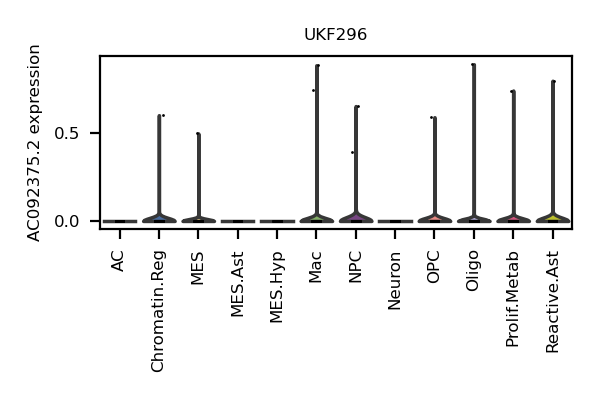 UKF296
AC092375.2 expression
0.5
0.0
AC
Chromatin.Reg
MES
MES.Ast
MES.Hyp
Mac
NPC
Neuron
OPC
Oligo
Prolif.Metab
Reactive.Ast